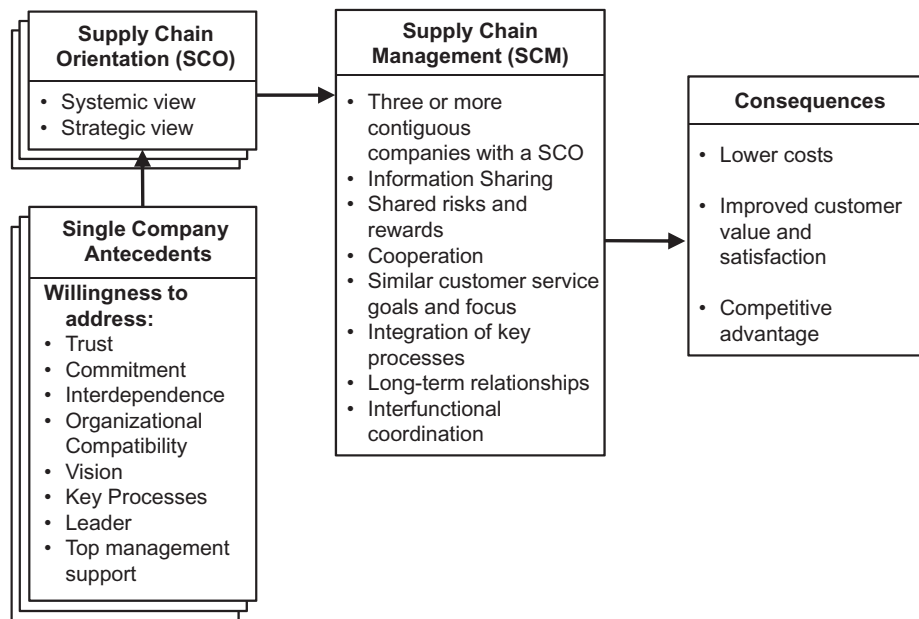 Supply Chain
Orientation (SCO)
• Systemic view
• Strategic view
Single Company
Antecedents
Willingness to
address:
• Trust
• Commitment
• Interdependence
• Organizational
Compatibility
• Vision
• Key Processes
• Leader
• Top management
support
Supply Chain
Management (SCM)
• Three or more
contiguous
companies with a SCO
• Information Sharing
• Shared risks and
rewards
• Cooperation
• Similar customer service
goals and focus
• Integration of key
processes
• Long-term relationships
• Interfunctional
coordination
Consequences
• Lower costs
• Improved customer
value and
satisfaction
• Competitive
advantage